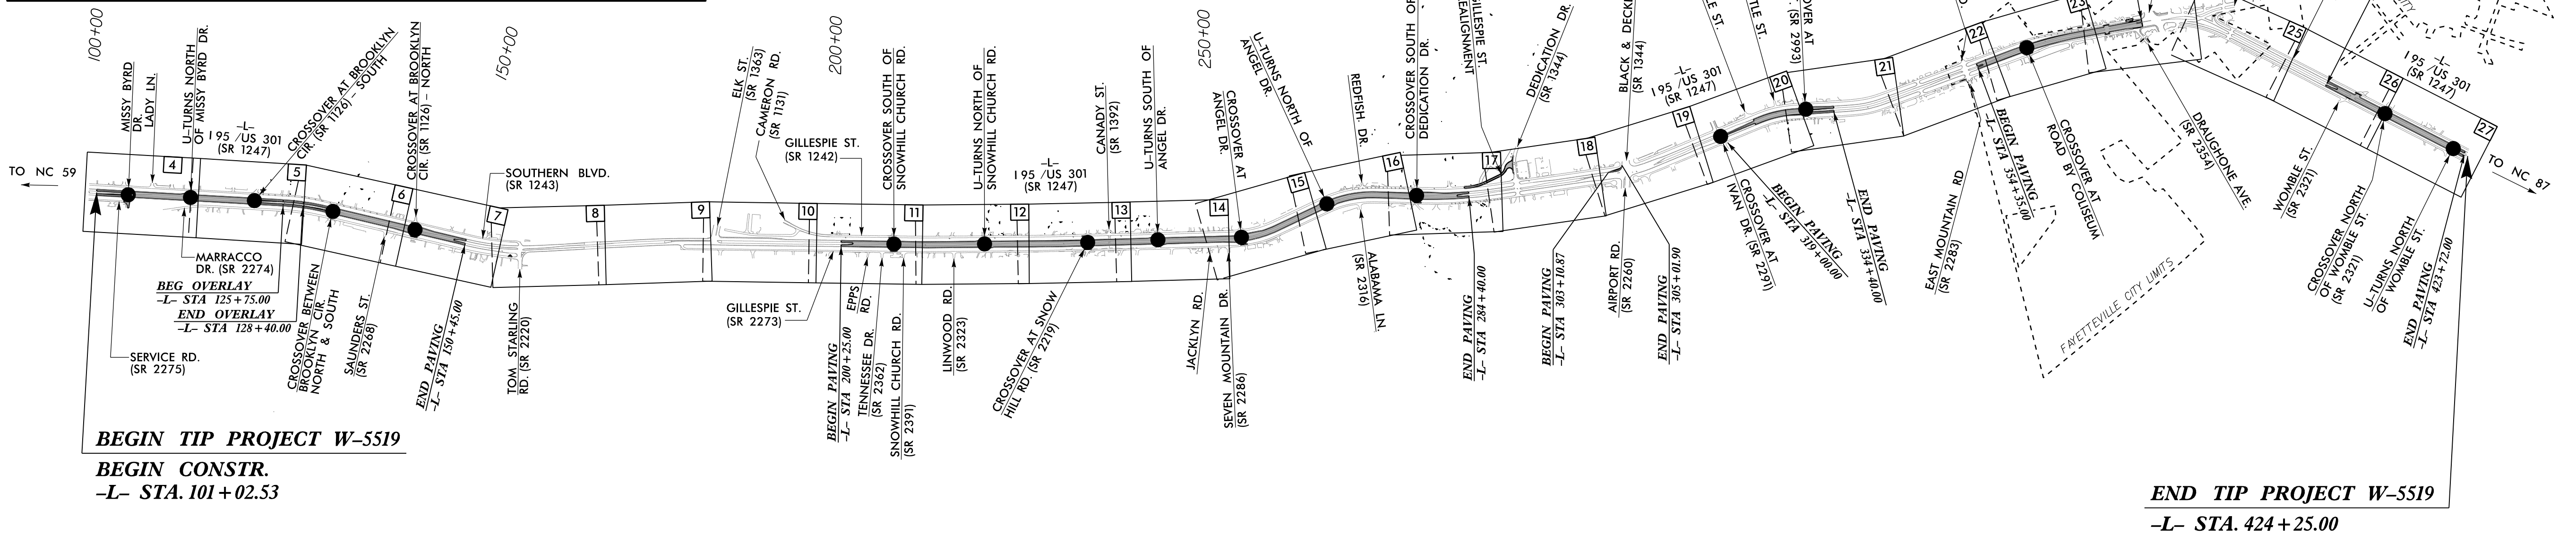 100+00
150+00
200+00
250+00
TO NC 59
MISSY BYRD
DR.
LADY LN.
U-TURNS NORTH
OF MISSY BYRD DR.
–L–
I 95 /US 301
(SR 1247)
CROSSOVER AT BROOKLYN
CIR. (SR 1126) – SOUTH
CROSSOVER AT BROOKLYN
CIR. (SR 1126) – NORTH
SOUTHERN BLVD.
(SR 1243)
ELK ST.
(SR 1363)
CAMERON RD.
(SR 1131)
GILLESPIE ST.
(SR 1242)
CROSSOVER SOUTH OF
SNOWHILL CHURCH RD.
U-TURNS NORTH OF
SNOWHILL CHURCH RD.
–L–
I 95 /US 301
(SR 1247)
CANADY ST.
(SR 1392)
U-TURNS SOUTH OF
ANGEL DR.
CROSSOVER AT
ANGEL DR.
U-TURNS NORTH OF
ANGEL DR.
REDFISH. DR.
CROSSOVER SOUTH OF
DEDICATION DR.
GILLESPIE ST.
REALIGNMENT
DEDICATION DR.
(SR 1344)
BLACK & DECK
(SR 1344)
I 95 /US 301
(SR 1247)
LE ST.
TLE ST.
OVER AT
(SR 2993)
CITY
I 95 /US 301
(SR 1247)
TO NC 87
4
5
6
7
8
9
10
11
12
13
14
15
16
17
18
19
20
21
22
23
25
26
27
SERVICE RD.
(SR 2275)
MARRACCO
DR. (SR 2274)
BEG OVERLAY
–L– STA 125+75.00
END OVERLAY
–L– STA 128+40.00
CROSSOVER BETWEEN
BROOKLYN CIR.
NORTH & SOUTH
SAUNDERS ST.
(SR 2268)
END PAVING
–L– STA 150+45.00
TOM STARLING
RD. (SR 2220)
GILLESPIE ST.
(SR 2273)
BEGIN PAVING
–L– STA 200+25.00
EPPS
RD.
TENNESSEE DR.
(SR 2362)
SNOWHILL CHURCH RD.
(SR 2391)
LINWOOD RD.
(SR 2323)
CROSSOVER AT SNOW
HILL RD. (SR 2219)
JACKLYN RD.
SEVEN MOUNTAIN DR.
(SR 2286)
ALABAMA LN.
(SR 2316)
END PAVING
–L– STA 284+40.00
BEGIN PAVING
–L– STA 303+10.87
AIRPORT RD.
(SR 2260)
END PAVING
–L– STA 305+01.90
CROSSOVER AT
IVAN DR. (SR 2291)
BEGIN PAVING
–L– STA 319+00.00
END PAVING
–L– STA 334+40.00
EAST MOUNTAIN RD
(SR 2283)
BEGIN PAVING
–L– STA 354+35.00
CROSSOVER AT
ROAD BY COLISEUM
FAYETTEVILLE CITY LIMITS
DRAUGHONE AVE.
(SR 2354)
WOMBLE ST.
(SR 2321)
CROSSOVER NORTH
OF WOMBLE ST.
(SR 2321)
U-TURNS NORTH
OF WOMBLE ST.
END PAVING
–L– STA 423+72.00
BEGIN TIP PROJECT W–5519
BEGIN CONSTR.
–L– STA. 101+02.53
END TIP PROJECT W–5519
–L– STA. 424+25.00